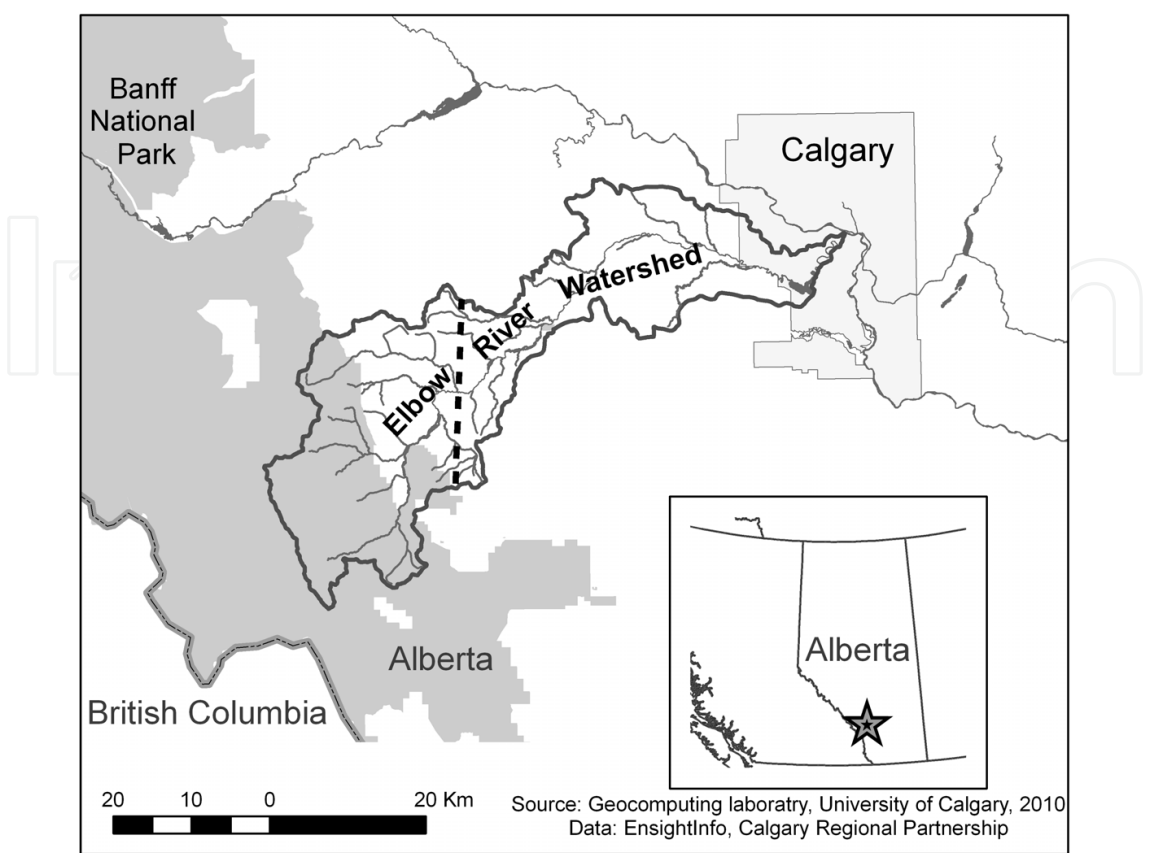 Banff
National
Park
Calgary
Elbow River Watershed
Alberta
British Columbia
Alberta
20 10 0 20 Km
Source: Geocomputing laboratry, University of Calgary, 2010
Data: EnsightInfo, Calgary Regional Partnership